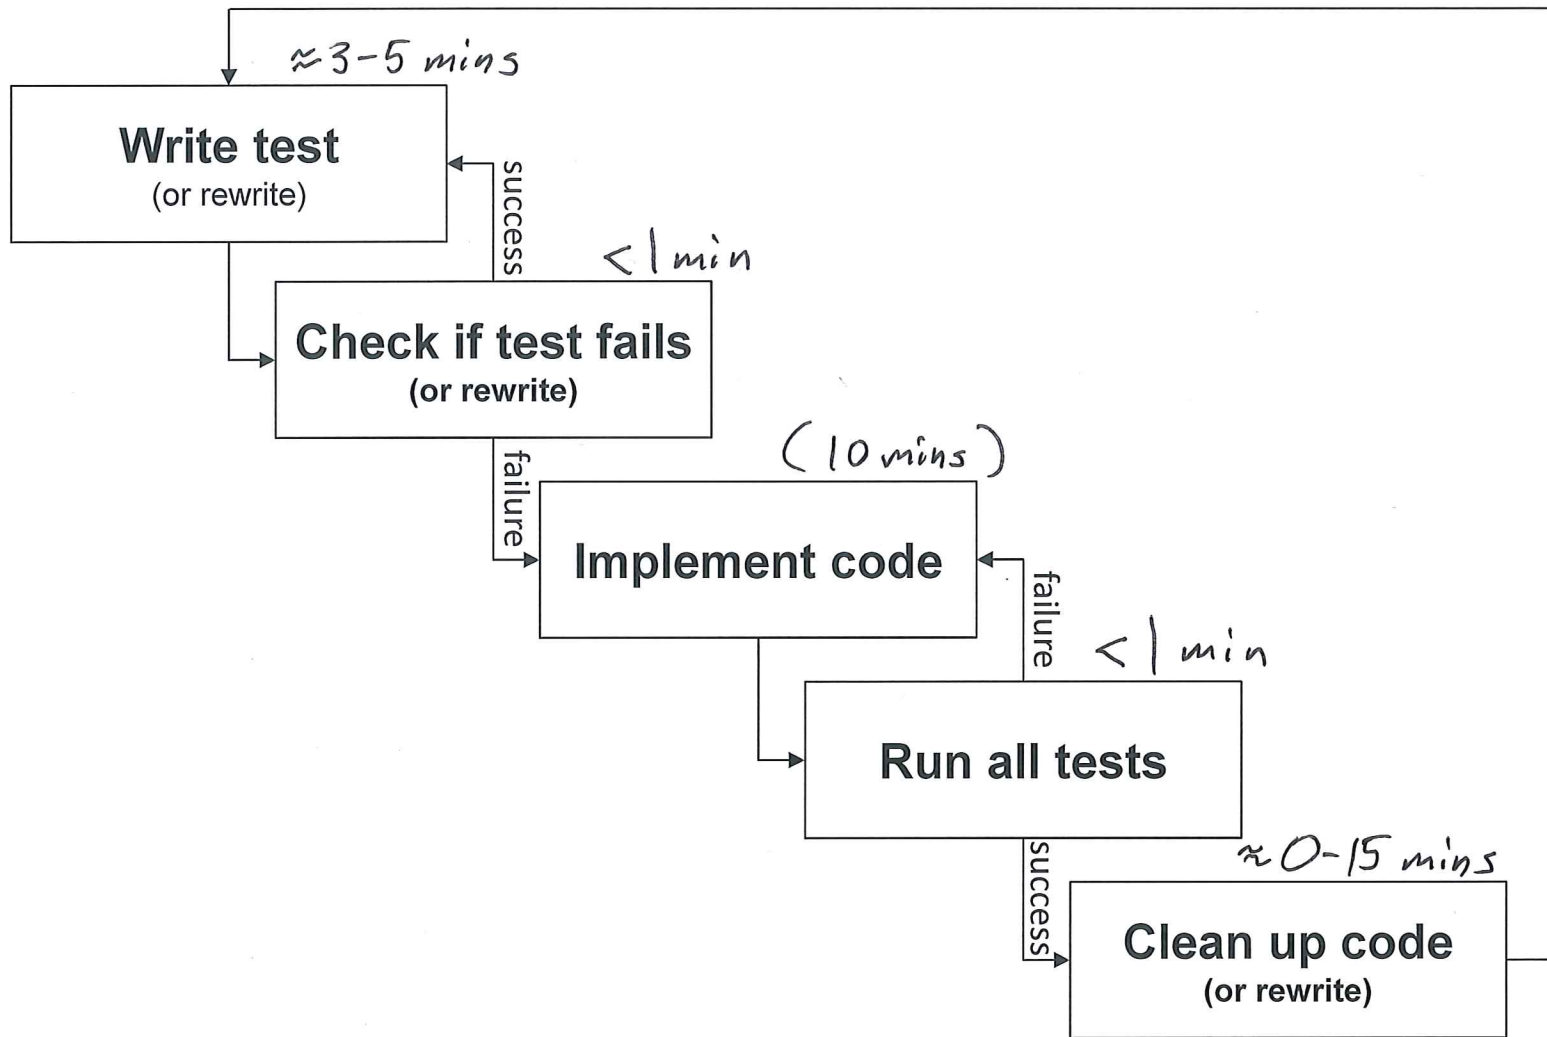 ≈3-5 mins
Write test
(or rewrite)
success
<1 min
Check if test fails
(or rewrite)
failure
(10 mins)
Implement code
failure
<1 min
Run all tests
success
≈0-15 mins
Clean up code
(or rewrite)